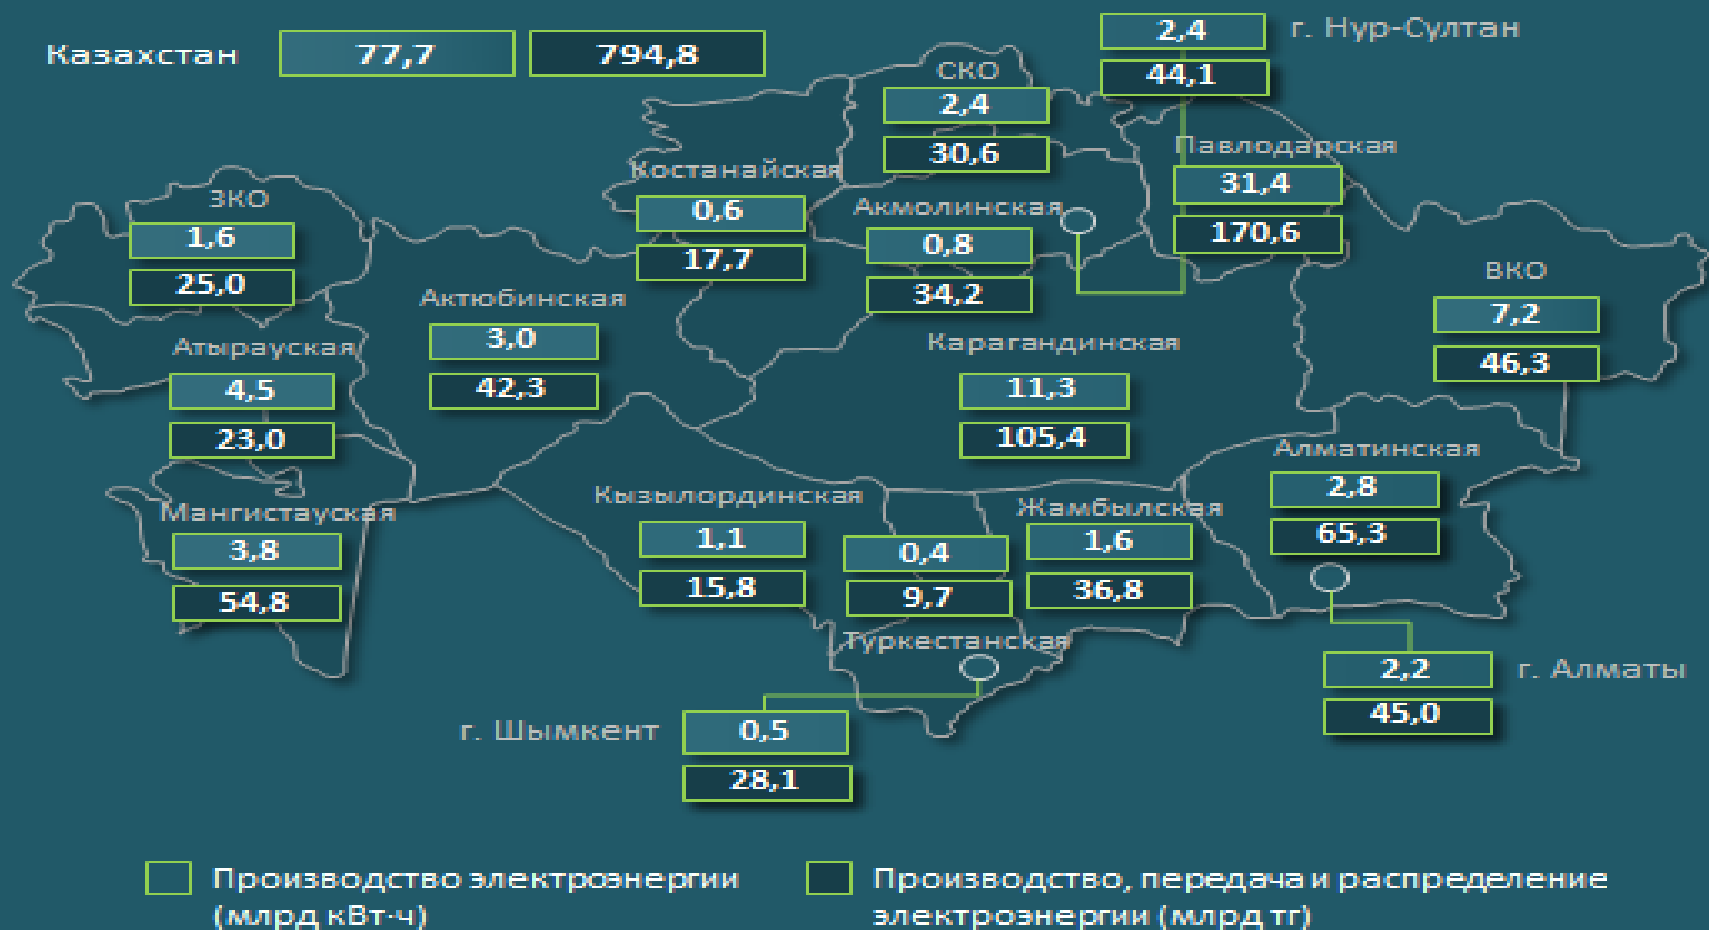 Казахстан 77,7 794,8
2,4 г. Нур-Султан
44,1
СКО
2,4
30,6
Павлодарская
31,4
170,6
Костанайская
0,6
17,7
Акмолинская
0,8
34,2
ЗКО
1,6
25,0
ВКО
7,2
46,3
Актюбинская
3,0
42,3
Атырауская
4,5
23,0
Карагандинская
11,3
105,4
Алматинская
2,8
65,3
Мангистауская
3,8
54,8
Кызылординская
1,1
15,8
0,4
9,7
Туркестанская
Жамбылская
1,6
36,8
2,2 г. Алматы
45,0
г. Шымкент 0,5
28,1
Производство электроэнергии
(млрд кВт·ч)
Производство, передача и распределение
электроэнергии (млрд тг)